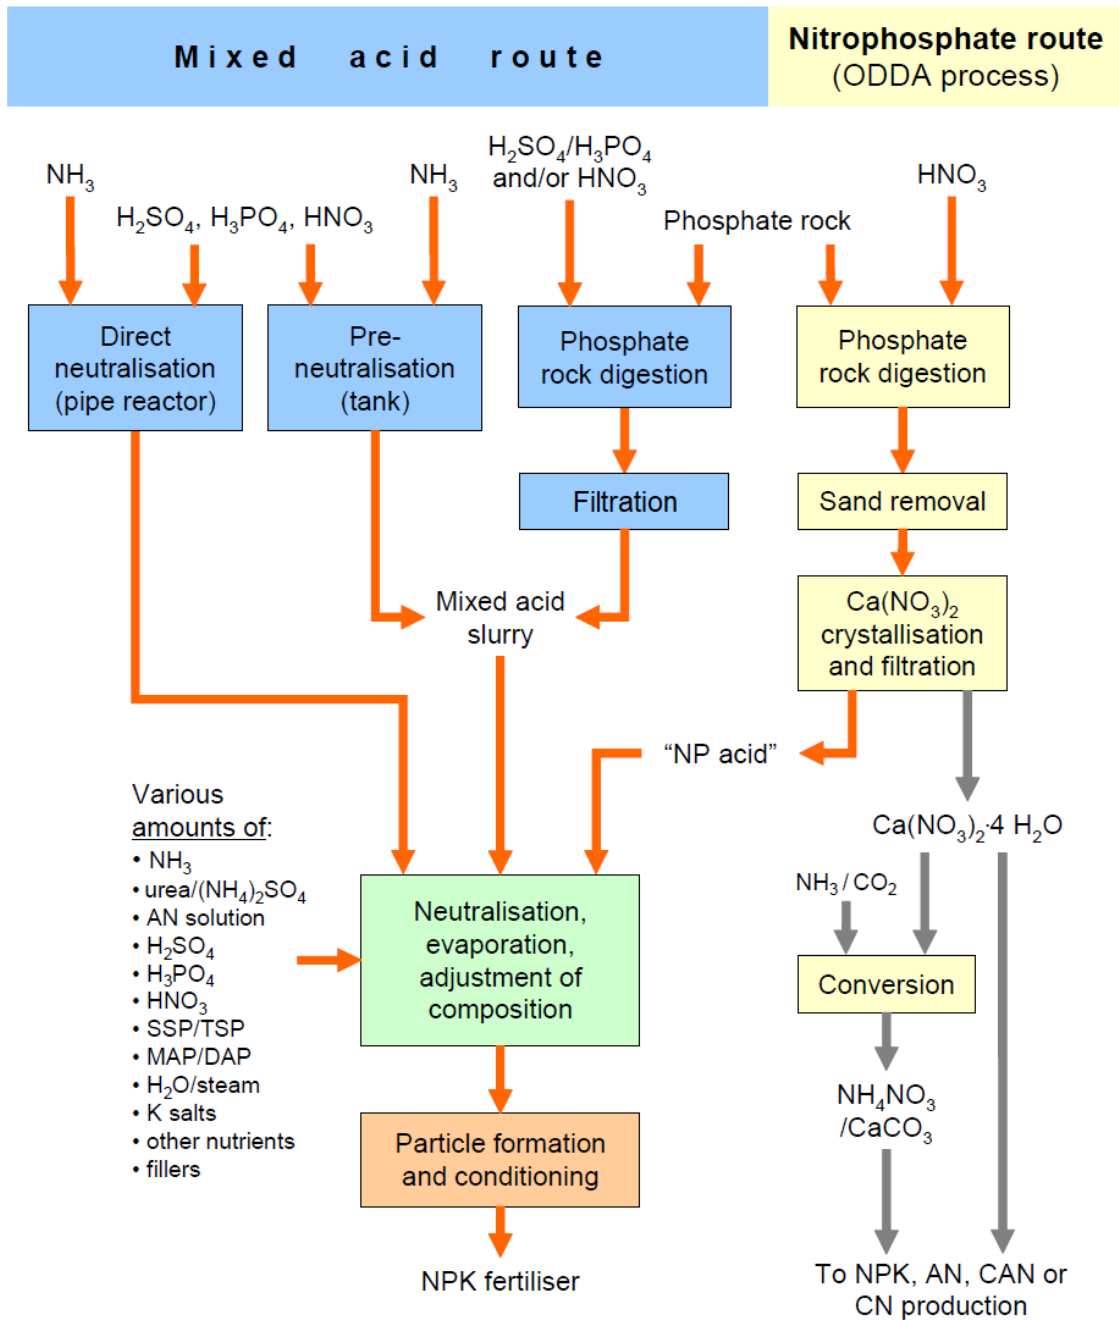 Mixed acid route
Nitrophosphate route
(ODDA process)
NH₃
H₂SO₄, H₃PO₄, HNO₃
NH₃
H₂SO₄/H₃PO₄
and/or HNO₃
Phosphate rock
HNO₃
Direct
neutralisation
(pipe reactor)
Pre-
neutralisation
(tank)
Phosphate
rock digestion
Phosphate
rock digestion
Filtration
Sand removal
Mixed acid
slurry
Ca(NO₃)₂
crystallisation
and filtration
“NP acid”
Various
amounts of:
• NH₃
• urea/(NH₄)₂SO₄
• AN solution
• H₂SO₄
• H₃PO₄
• HNO₃
• SSP/TSP
• MAP/DAP
• H₂O/steam
• K salts
• other nutrients
• fillers
Neutralisation,
evaporation,
adjustment of
composition
Ca(NO₃)₂·4 H₂O
NH₃/CO₂
Conversion
NH₄NO₃
/CaCO₃
Particle formation
and conditioning
NPK fertiliser
To NPK, AN, CAN or
CN production